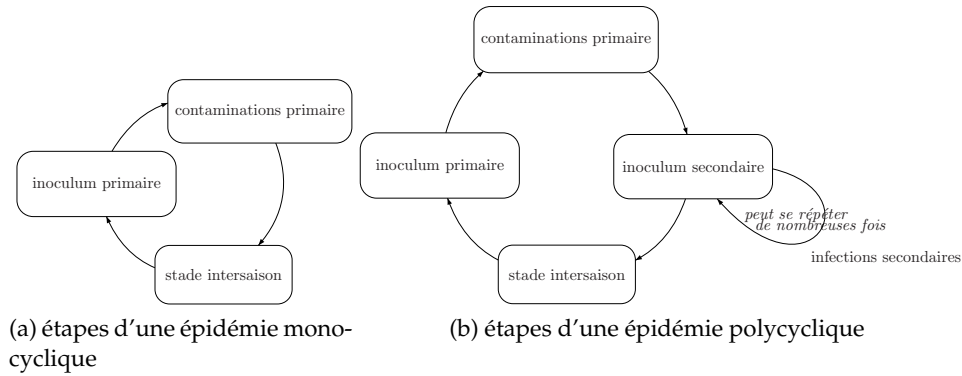 contaminations primaire
inoculum primaire
stade intersaison
(a) étapes d'une épidémie mono-
cyclique
contaminations primaire
inoculum primaire
inoculum secondaire
peut se répéter
de nombreuses fois
infections secondaires
stade intersaison
(b) étapes d'une épidémie polycyclique